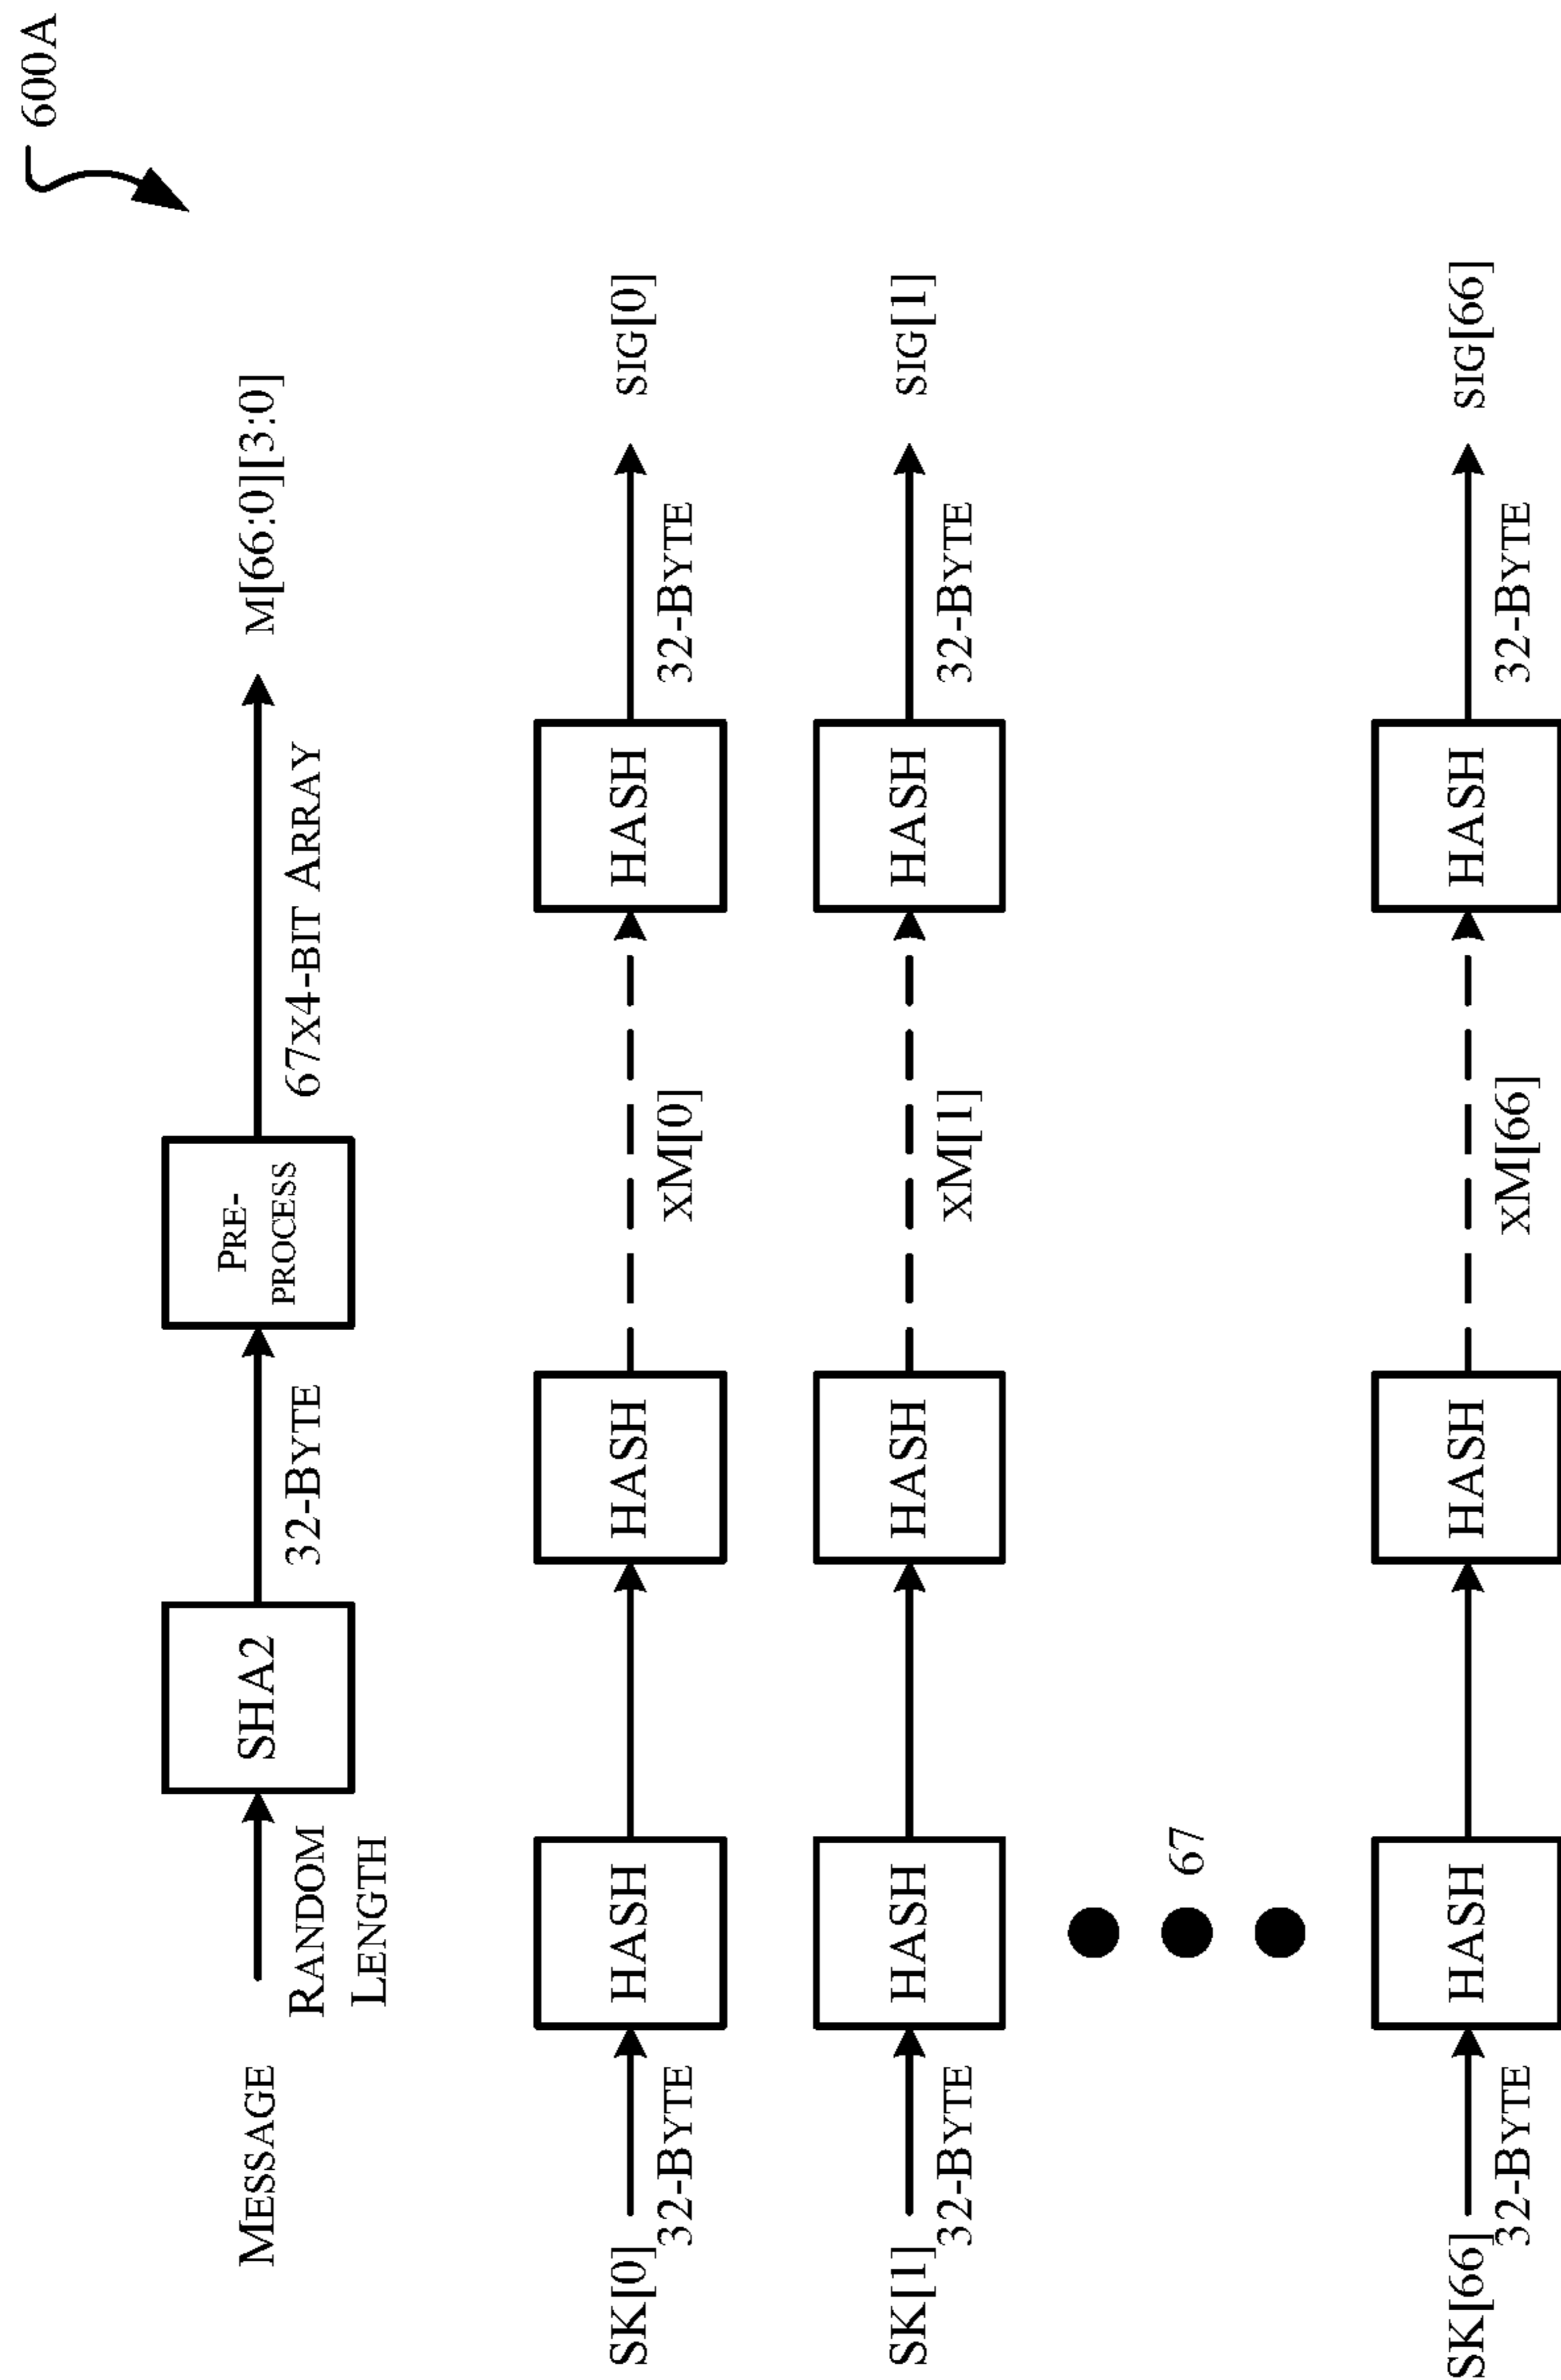 600A
MESSAGE
RANDOM
LENGTH
SHA2
32-BYTE
PRE-
PROCESS
67X4-BIT ARRAY
M[66:0][3:0]
SK[0]
32-BYTE
HASH
HASH
XM[0]
HASH
32-BYTE
SIG[0]
SK[1]
32-BYTE
HASH
HASH
XM[1]
HASH
32-BYTE
SIG[1]
67
SK[66]
32-BYTE
HASH
HASH
XM[66]
HASH
32-BYTE
SIG[66]